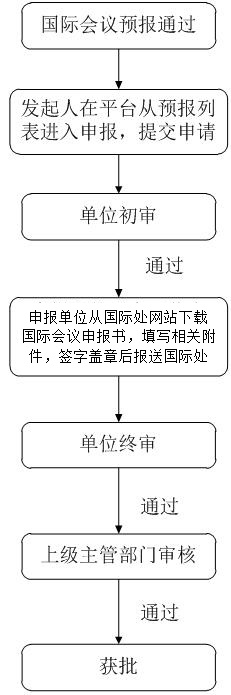 国际会议预报通过
发起人在平台从预报列
表进入申报，提交申请
单位初审
通过
申报单位从国际处网站下载
国际会议申报书，填写相关附
件，签字盖章后报送国际处
单位终审
通过
上级主管部门审核
通过
获批